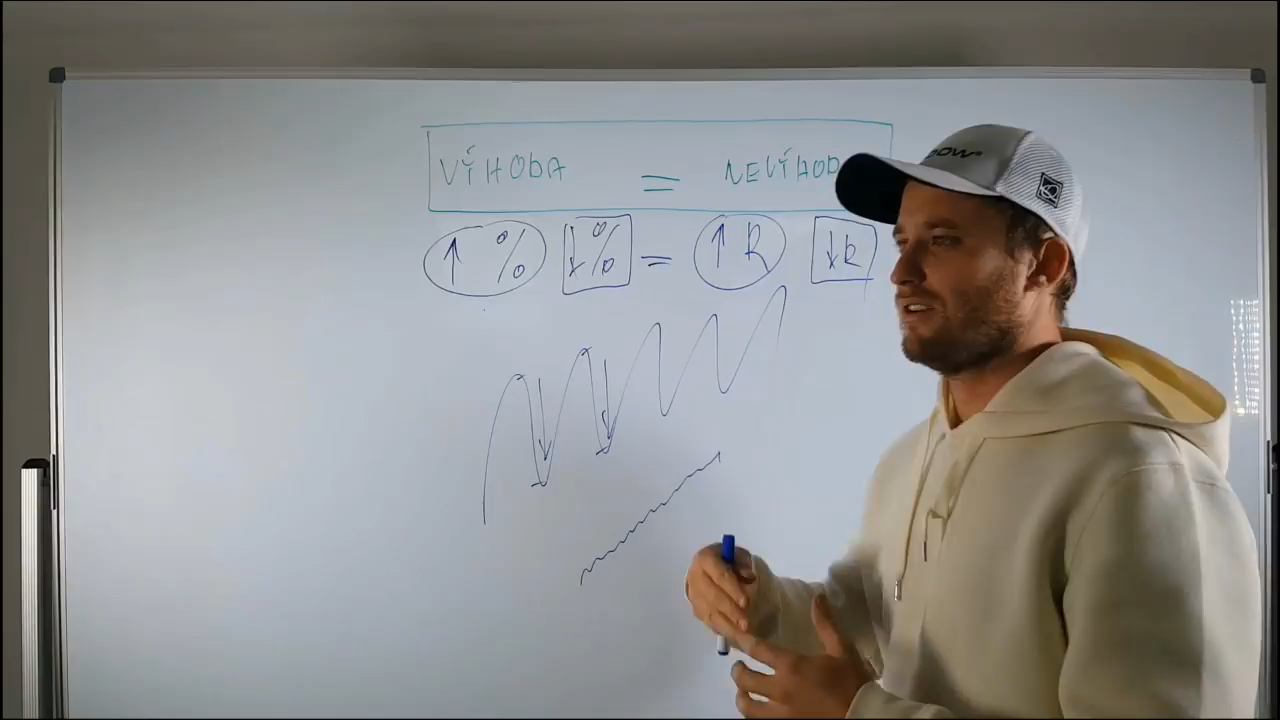 VÍHODA = NEVÍHOD
↑ % ↓% = ↑ R ↓R